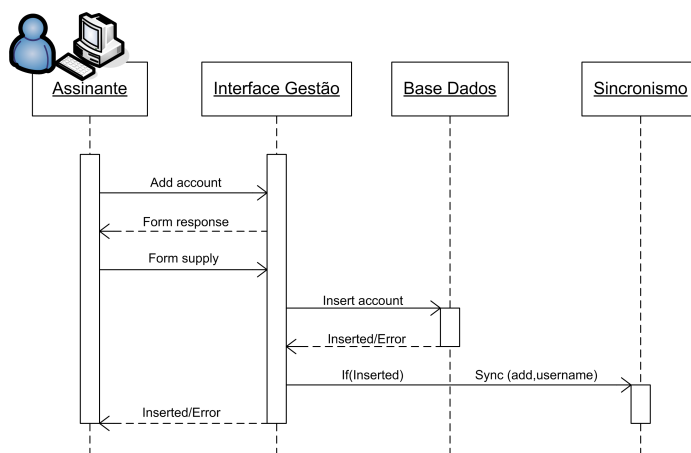 Assinante
Interface Gestão
Base Dados
Sincronismo
Add account
Form response
Form supply
Insert account
Inserted/Error
If(Inserted)
Sync (add,username)
Inserted/Error